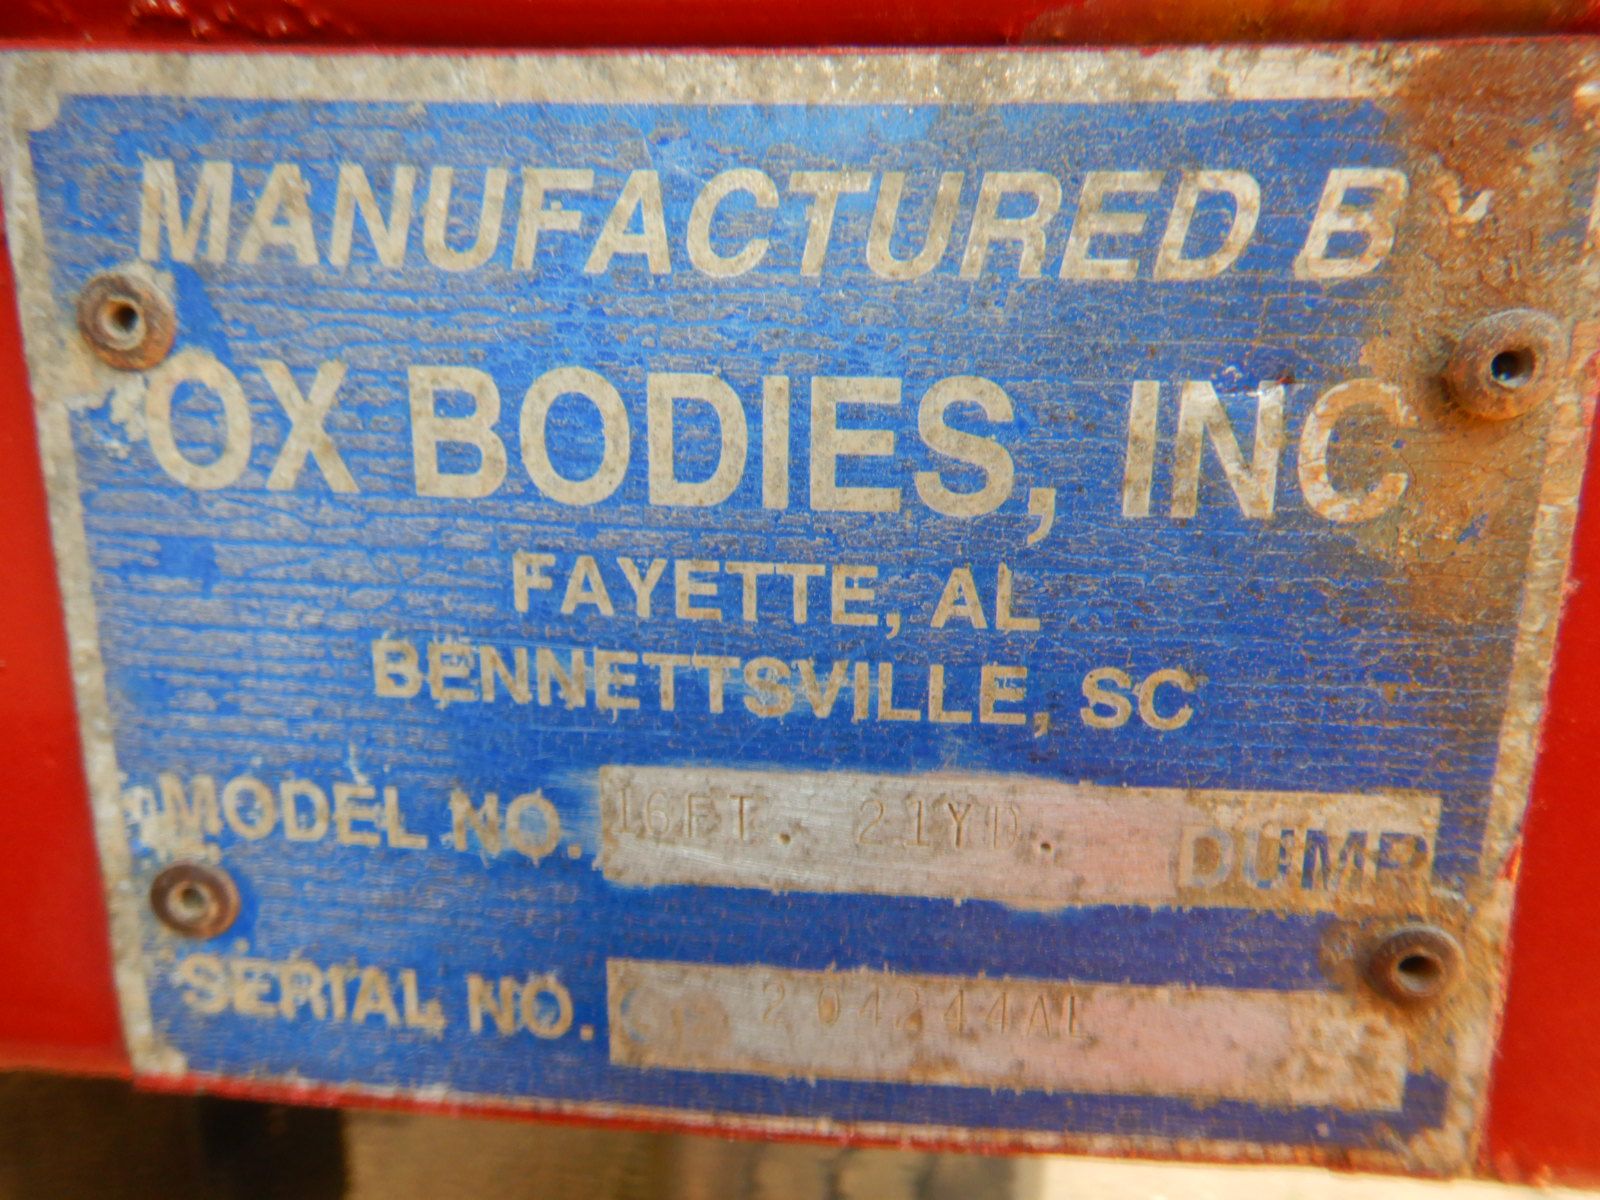 MANUFACTURED B
OX BODIES, INC
FAYETTE, AL
BENNETTSVILLE, SC
MODEL NO. 16FT. 21YD. DUMP
SERIAL NO. 204244AL